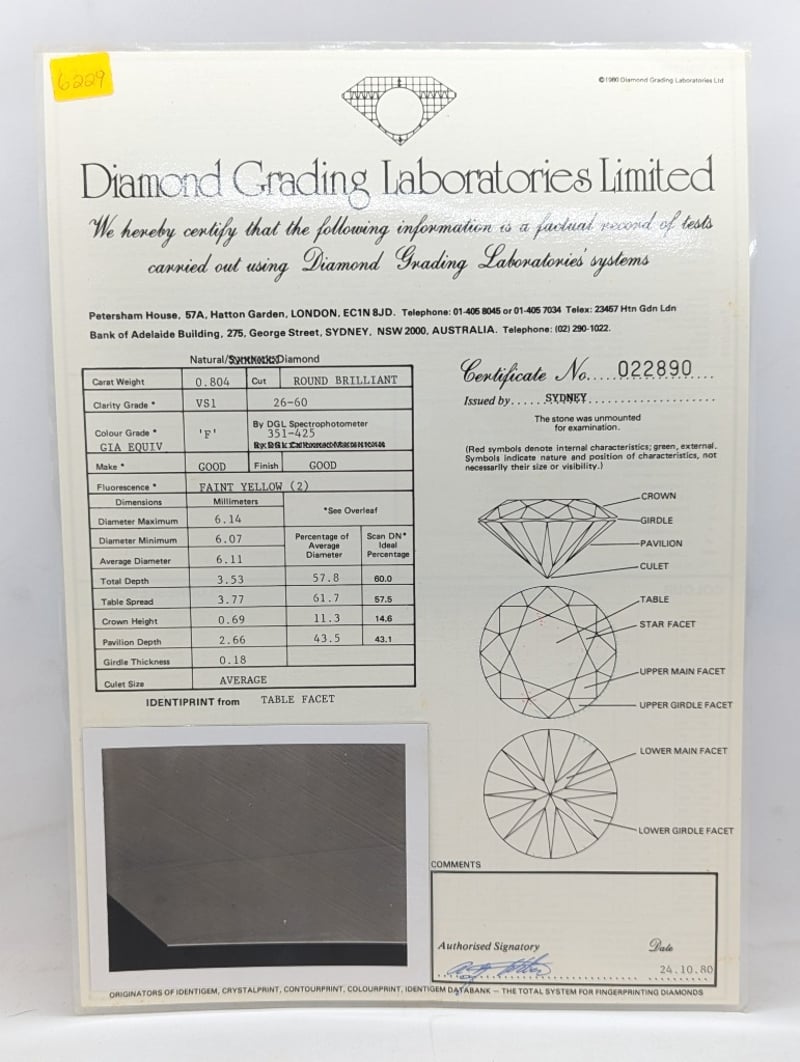 6229
©1980 Diamond Grading Laboratories Ltd
Diamond Grading Laboratories Limited
We hereby certify that the following information is a factual record of tests
carried out using Diamond Grading Laboratories' systems
Petersham House, 57A, Hatton Garden, LONDON, EC1N 8JD. Telephone: 01-405 8045 or 01-405 7034 Telex: 23457 Htn Gdn Ldn
Bank of Adelaide Building, 275, George Street, SYDNEY, NSW 2000, AUSTRALIA. Telephone: (02) 290-1022.
Natural/Synthetic Diamond
Carat Weight 0.804 Cut ROUND BRILLIANT
Clarity Grade * VS1 26-60
Colour Grade * 'F' By DGL Spectrophotometer
GIA EQUIV 351-425
Make * GOOD Finish GOOD
Fluorescence * FAINT YELLOW (2)
Dimensions Millimeters *See Overleaf
Diameter Maximum 6.14
Diameter Minimum 6.07 Percentage of Average Diameter Scan DN* Ideal Percentage
Average Diameter 6.11
Total Depth 3.53 57.8 60.0
Table Spread 3.77 61.7 57.5
Crown Height 0.69 11.3 14.6
Pavilion Depth 2.66 43.5 43.1
Girdle Thickness 0.18
Culet Size AVERAGE
IDENTIPRINT from TABLE FACET
Certificate No....022890...
Issued by......SYDNEY
The stone was unmounted
for examination.
(Red symbols denote internal characteristics; green, external.
Symbols indicate nature and position of characteristics, not
necessarily their size or visibility.)
CROWN
GIRDLE
PAVILION
CULET
TABLE
STAR FACET
UPPER MAIN FACET
UPPER GIRDLE FACET
LOWER MAIN FACET
LOWER GIRDLE FACET
COMMENTS
Authorised Signatory Date
24.10.80
ORIGINATORS OF IDENTIGEM, CRYSTALPRINT, CONTOURPRINT, COLOURPRINT, IDENTIGEM DATABANK – THE TOTAL SYSTEM FOR FINGERPRINTING DIAMONDS